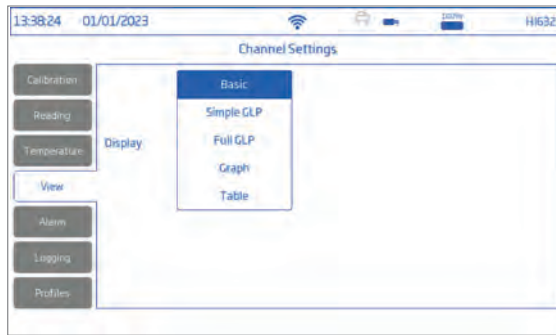 13:38:24 01/01/2023 HI632
Channel Settings
Calibration
Reading
Temperature
View
Alarm
Logging
Profiles
Display
Basic
Simple GLP
Full GLP
Graph
Table